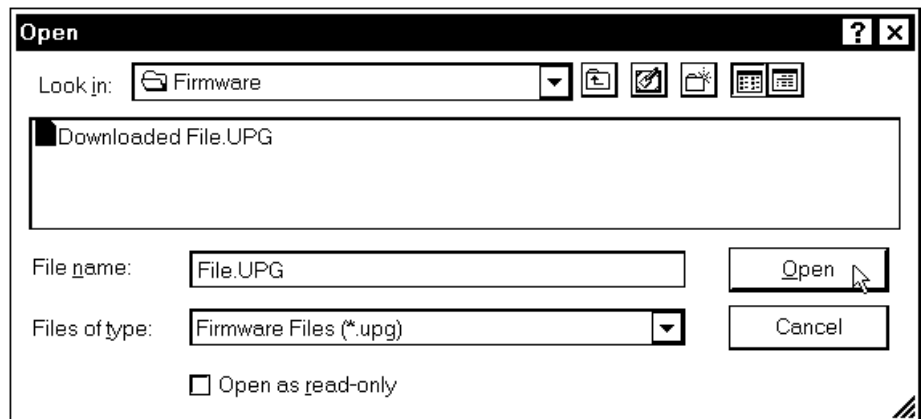 Open
Look in: Firmware
Downloaded File.UPG
File name: File.UPG Open
Files of type: Firmware Files (*.upg) Cancel
Open as read-only